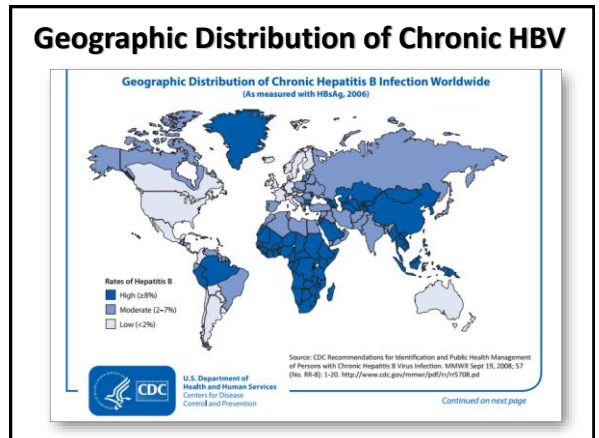 Geographic Distribution of Chronic HBV
Geographic Distribution of Chronic Hepatitis B Infection Worldwide
(As measured with HBsAg, 2006)
Rates of Hepatitis B
High (≥8%)
Moderate (2–7%)
Low (<2%)
Source: CDC Recommendations for Identification and Public Health Management
of Persons with Chronic Hepatitis B Virus Infection. MMWR Sept 19, 2008; 57
(No. RR-8): 1-20. http://www.cdc.gov/mmwr/pdf/rr/rr5708.pd
CDC
U.S. Department of
Health and Human Services
Centers for Disease
Control and Prevention
Continued on next page